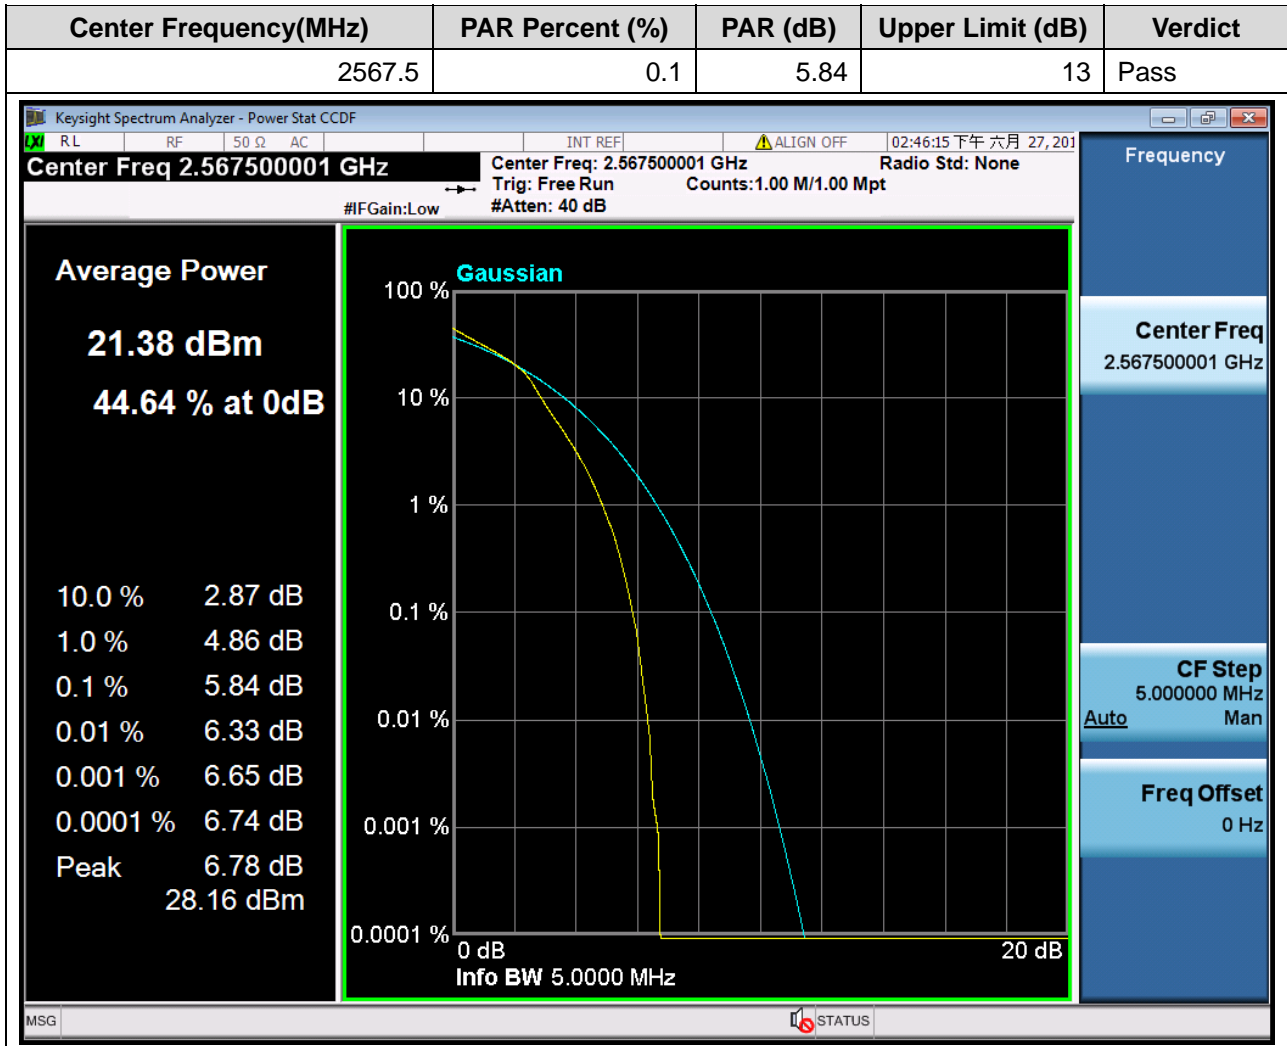 Center Frequency(MHz) PAR Percent (%) PAR (dB) Upper Limit (dB) Verdict
2567.5 0.1 5.84 13 Pass
Keysight Spectrum Analyzer - Power Stat CCDF
LXI RL RF 50 Ω AC INT REF ALIGN OFF 02:46:15 下午 六月 27, 201
Center Freq 2.567500001 GHz
Center Freq: 2.567500001 GHz Radio Std: None
Trig: Free Run Counts:1.00 M/1.00 Mpt
#IFGain:Low #Atten: 40 dB
Average Power
21.38 dBm
44.64 % at 0dB
10.0 % 2.87 dB
1.0 % 4.86 dB
0.1 % 5.84 dB
0.01 % 6.33 dB
0.001 % 6.65 dB
0.0001 % 6.74 dB
Peak 6.78 dB
28.16 dBm
Gaussian
100 %
10 %
1 %
0.1 %
0.01 %
0.001 %
0.0001 %
0 dB 20 dB
Info BW 5.0000 MHz
Frequency
Center Freq
2.567500001 GHz
CF Step
5.000000 MHz
Auto Man
Freq Offset
0 Hz
MSG STATUS